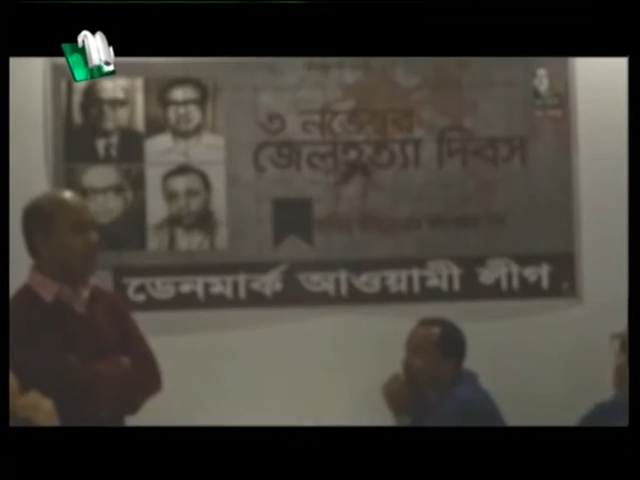 ৩ নভেম্বর
জেলহত্যা দিবস
ডেনমার্ক আওয়ামী লীগ